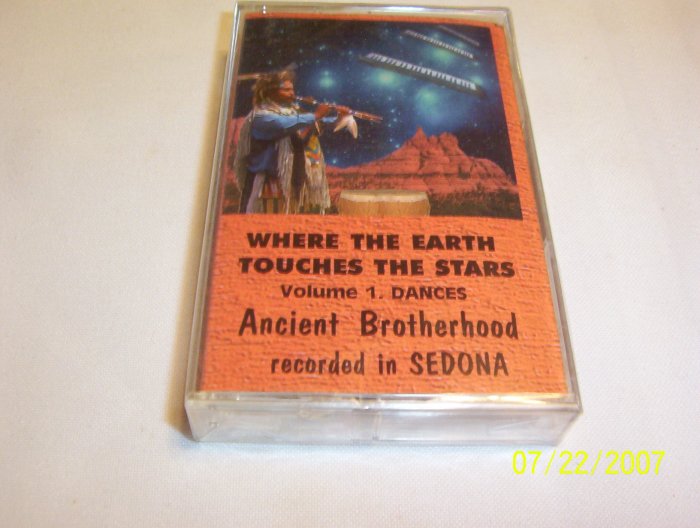 WHERE THE EARTH
TOUCHES THE STARS
Volume 1. DANCES
Ancient Brotherhood
recorded in SEDONA
07/22/2007